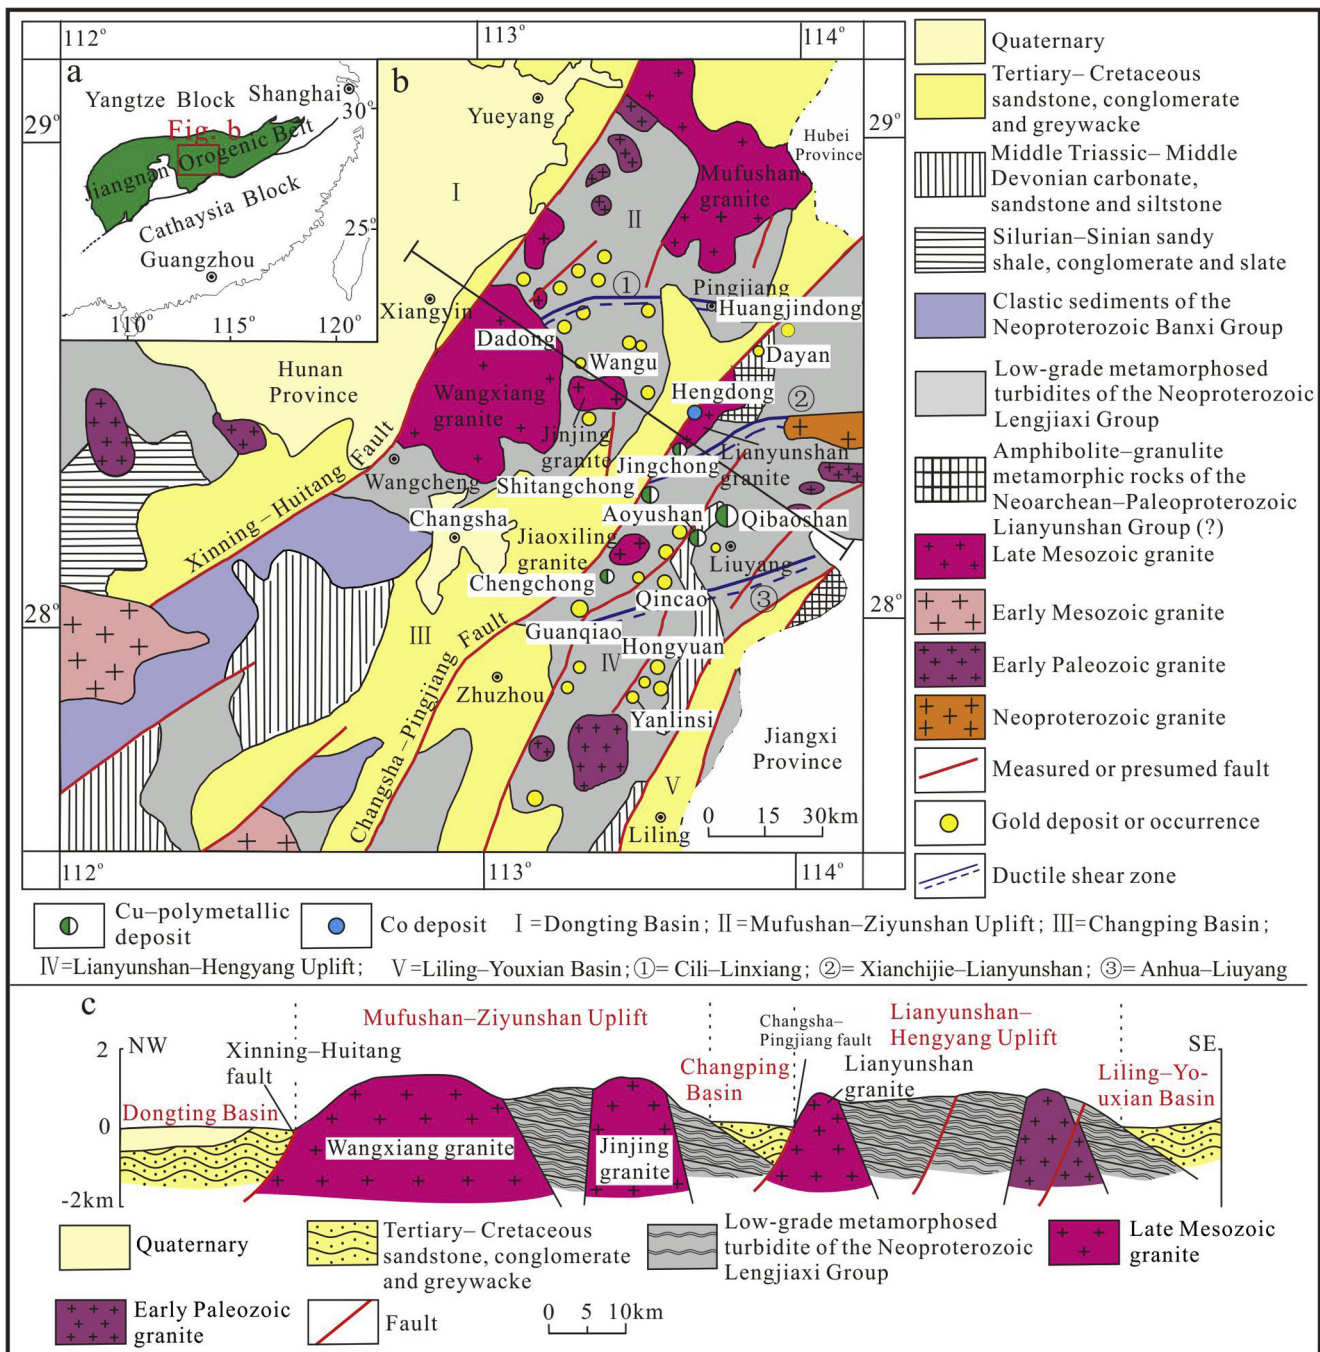 112° 113° 114°
a
Yangtze Block
Shanghai
30°
Fig. b
Jiangnan Orogenic Belt
Cathaysia Block
25°
Guangzhou
110° 115° 120°
b
29° 29°
28° 28°
Yueyang
Hubei
Province
I
Mufushan
granite
II
①
Pingjiang
Xiangyin
Huangjindong
Dadong
Wangu
Dayan
Hunan
Province
Wangxiang
granite
Hengdong
②
Jinjing
granite
Lianyunshan
granite
Jingchong
Wangcheng
Shitangchong
Xinning–Huitang Fault
Changsha
Aoyushan
Qibaoshan
Jiaoxiling
granite
Liuyang
Chengchong
Qincao
③
III
Guanqiao
Hongyuan
IV
Changsha–Pingjiang Fault
Zhuzhou
Yanlinsi
Jiangxi
Province
V
0 15 30km
Liling
112° 113° 114°
Quaternary
Tertiary– Cretaceous
sandstone, conglomerate
and greywacke
Middle Triassic– Middle
Devonian carbonate,
sandstone and siltstone
Silurian–Sinian sandy
shale, conglomerate and slate
Clastic sediments of the
Neoproterozoic Banxi Group
Low-grade metamorphosed
turbidites of the Neoproterozoic
Lengjiaxi Group
Amphibolite–granulite
metamorphic rocks of the
Neoarchean–Paleoproterozoic
Lianyunshan Group (?)
Late Mesozoic granite
Early Mesozoic granite
Early Paleozoic granite
Neoproterozoic granite
Measured or presumed fault
Gold deposit or occurrence
Ductile shear zone
Cu–polymetallic
deposit
Co deposit
I =Dongting Basin; II =Mufushan–Ziyunshan Uplift; III=Changping Basin;
IV=Lianyunshan–Hengyang Uplift; V=Liling–Youxian Basin; ①= Cili–Linxiang; ②= Xianchijie–Lianyunshan; ③= Anhua–Liuyang
c
2 NW
0
-2km
SE
Mufushan–Ziyunshan Uplift
Xinning–Huitang
fault
Dongting Basin
Wangxiang granite
Jinjing
granite
Changping
Basin
Changsha–
Pingjiang fault
Lianyunshan
granite
Lianyunshan–
Hengyang Uplift
Liling–Yo-
uxian Basin
Quaternary
Tertiary– Cretaceous
sandstone, conglomerate
and greywacke
Low-grade metamorphosed
turbidite of the Neoproterozoic
Lengjiaxi Group
Late Mesozoic
granite
Early Paleozoic
granite
Fault
0 5 10km